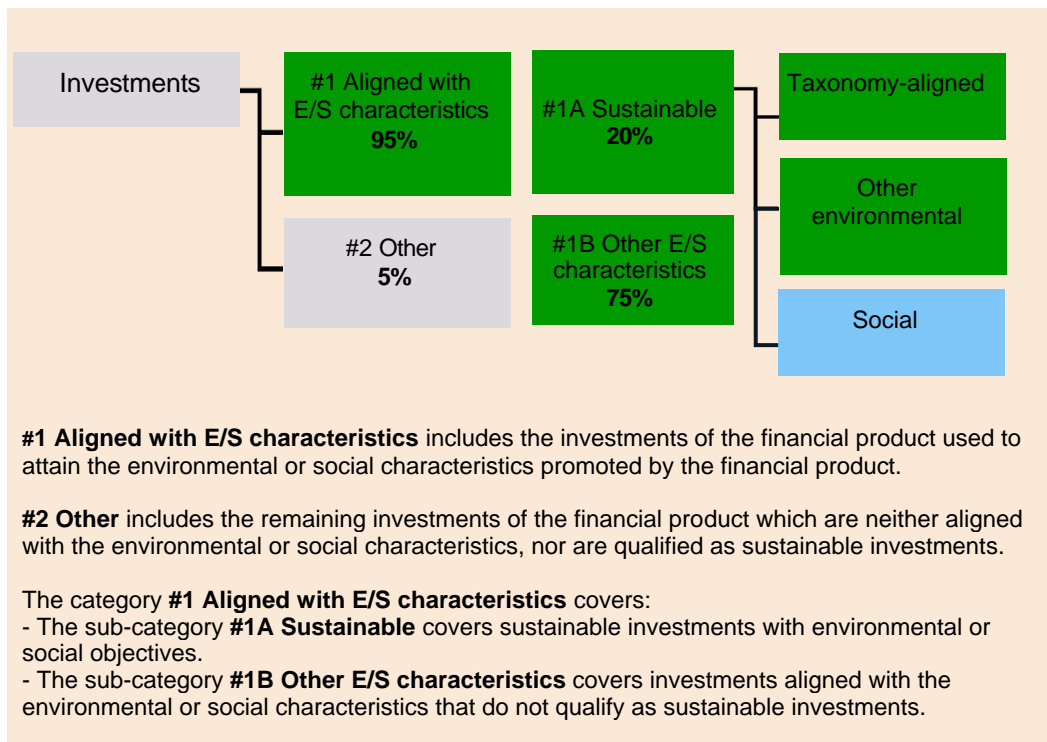 Investments
#1 Aligned with
E/S characteristics
95%
#2 Other
5%
#1A Sustainable
20%
#1B Other E/S
characteristics
75%
Taxonomy-aligned
Other
environmental
Social
#1 Aligned with E/S characteristics includes the investments of the financial product used to
attain the environmental or social characteristics promoted by the financial product.
#2 Other includes the remaining investments of the financial product which are neither aligned
with the environmental or social characteristics, nor are qualified as sustainable investments.
The category #1 Aligned with E/S characteristics covers:
- The sub-category #1A Sustainable covers sustainable investments with environmental or
social objectives.
- The sub-category #1B Other E/S characteristics covers investments aligned with the
environmental or social characteristics that do not qualify as sustainable investments.